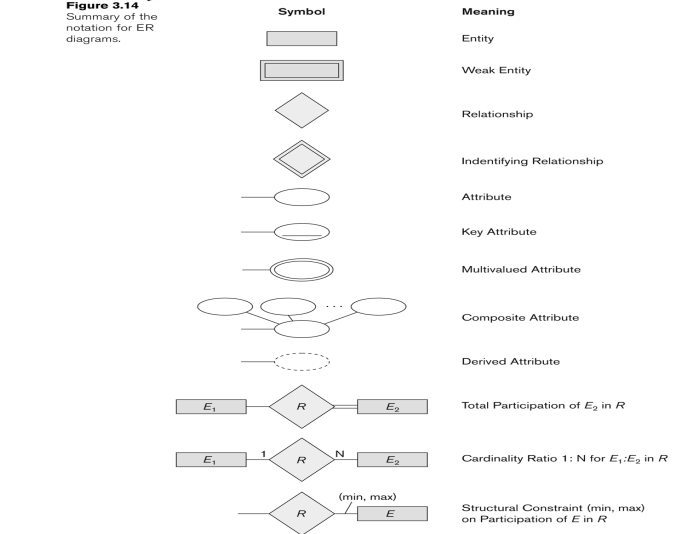 Figure 3.14
Summary of the
notation for ER
diagrams.
Symbol
Meaning
Entity
Weak Entity
Relationship
Indentifying Relationship
Attribute
Key Attribute
Multivalued Attribute
. . .
Composite Attribute
Derived Attribute
E₁
R
E₂
Total Participation of E₂ in R
E₁
1
R
N
E₂
Cardinality Ratio 1: N for E₁:E₂ in R
(min, max)
R
E
Structural Constraint (min, max)
on Participation of E in R